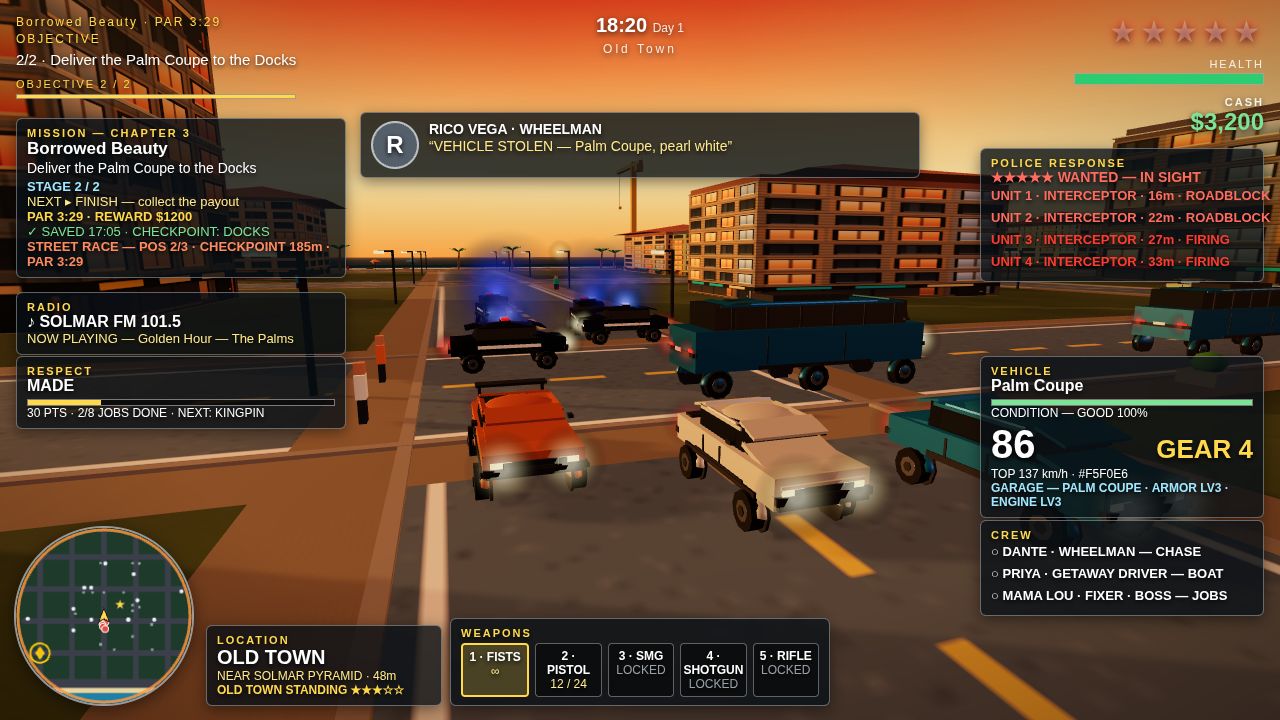 Borrowed Beauty · PAR 3:29
OBJECTIVE
2/2 · Deliver the Palm Coupe to the Docks
OBJECTIVE 2 / 2
18:20 Day 1
Old Town
★★★★★
HEALTH
CASH
$3,200
MISSION — CHAPTER 3
Borrowed Beauty
Deliver the Palm Coupe to the Docks
STAGE 2 / 2
NEXT ▸ FINISH — collect the payout
PAR 3:29 · REWARD $1200
✓ SAVED 17:05 · CHECKPOINT: DOCKS
STREET RACE — POS 2/3 · CHECKPOINT 185m ·
PAR 3:29
R
RICO VEGA · WHEELMAN
“VEHICLE STOLEN — Palm Coupe, pearl white”
POLICE RESPONSE
★★★★★ WANTED — IN SIGHT
UNIT 1 · INTERCEPTOR · 16m · ROADBLOCK
UNIT 2 · INTERCEPTOR · 22m · ROADBLOCK
UNIT 3 · INTERCEPTOR · 27m · FIRING
UNIT 4 · INTERCEPTOR · 33m · FIRING
RADIO
♪ SOLMAR FM 101.5
NOW PLAYING — Golden Hour — The Palms
RESPECT
MADE
30 PTS · 2/8 JOBS DONE · NEXT: KINGPIN
VEHICLE
Palm Coupe
CONDITION — GOOD 100%
86 GEAR 4
TOP 137 km/h · #F5F0E6
GARAGE — PALM COUPE · ARMOR LV3 ·
ENGINE LV3
CREW
○ DANTE · WHEELMAN — CHASE
○ PRIYA · GETAWAY DRIVER — BOAT
○ MAMA LOU · FIXER · BOSS — JOBS
LOCATION
OLD TOWN
NEAR SOLMAR PYRAMID · 48m
OLD TOWN STANDING ★★★☆☆
WEAPONS
1 · FISTS
∞
2 ·
PISTOL
12 / 24
3 · SMG
LOCKED
4 ·
SHOTGUN
LOCKED
5 · RIFLE
LOCKED